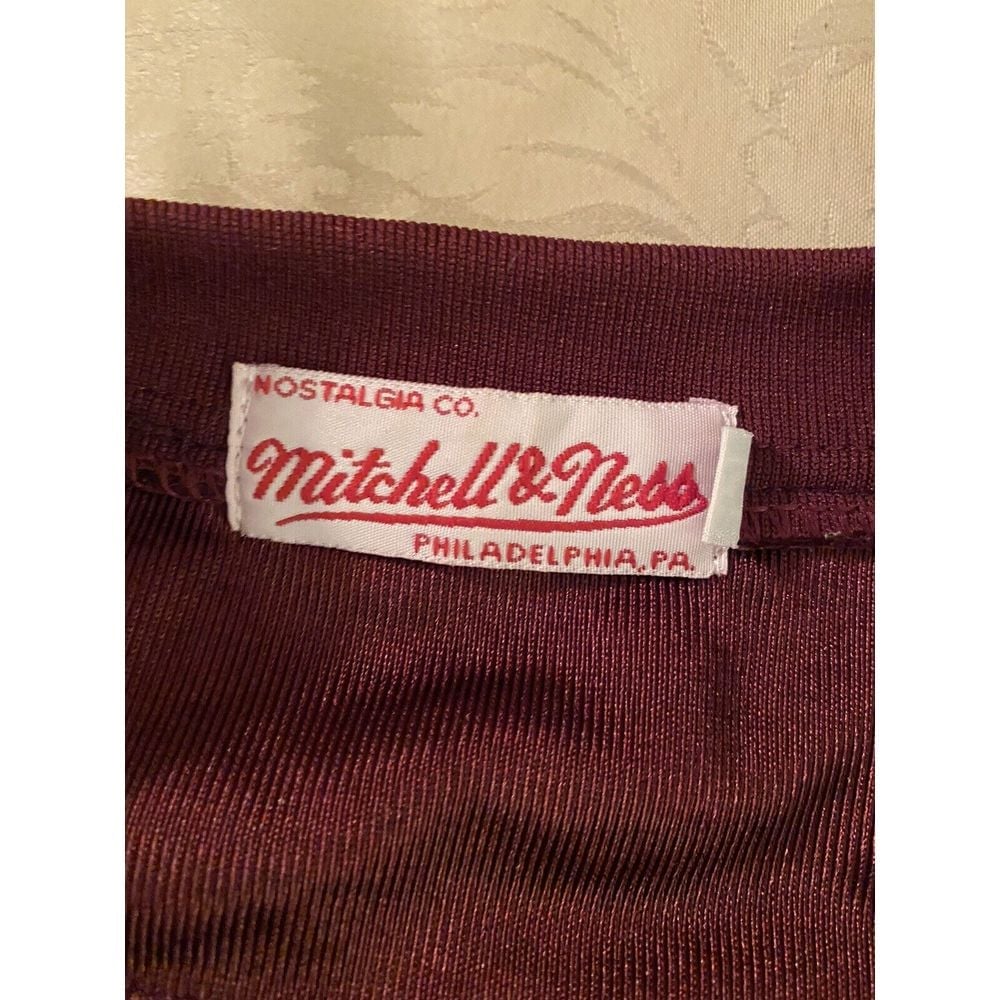 NOSTALGIA CO.
Mitchell & Ness
PHILADELPHIA, PA.